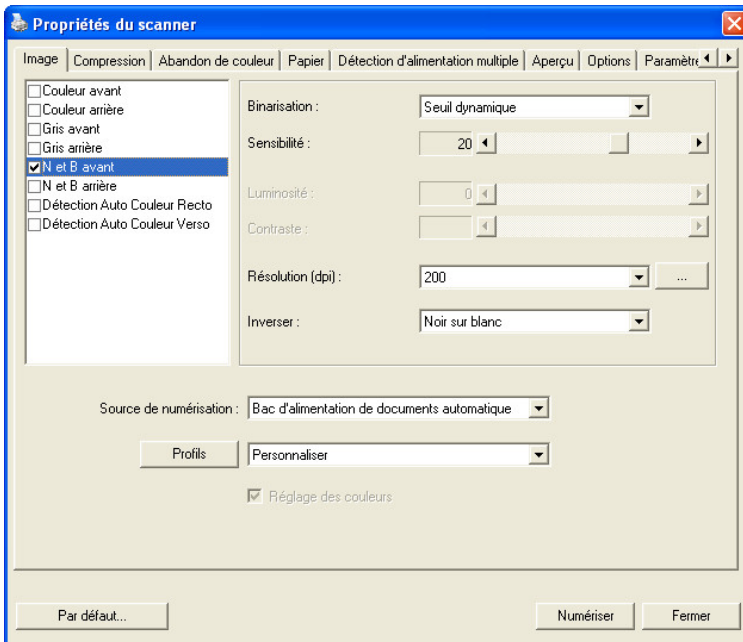 Propriétés du scanner
Image Compression Abandon de couleur Papier Détection d'alimentation multiple Aperçu Options Paramètre
Couleur avant
Couleur arrière
Gris avant
Gris arrière
N et B avant
N et B arrière
Détection Auto Couleur Recto
Détection Auto Couleur Verso
Binarisation : Seuil dynamique
Sensibilité : 20
Luminosité : 0
Contraste :
Résolution (dpi) : 200 ...
Inverser : Noir sur blanc
Source de numérisation : Bac d'alimentation de documents automatique
Profils Personnaliser
Réglage des couleurs
Par défaut... Numériser Fermer